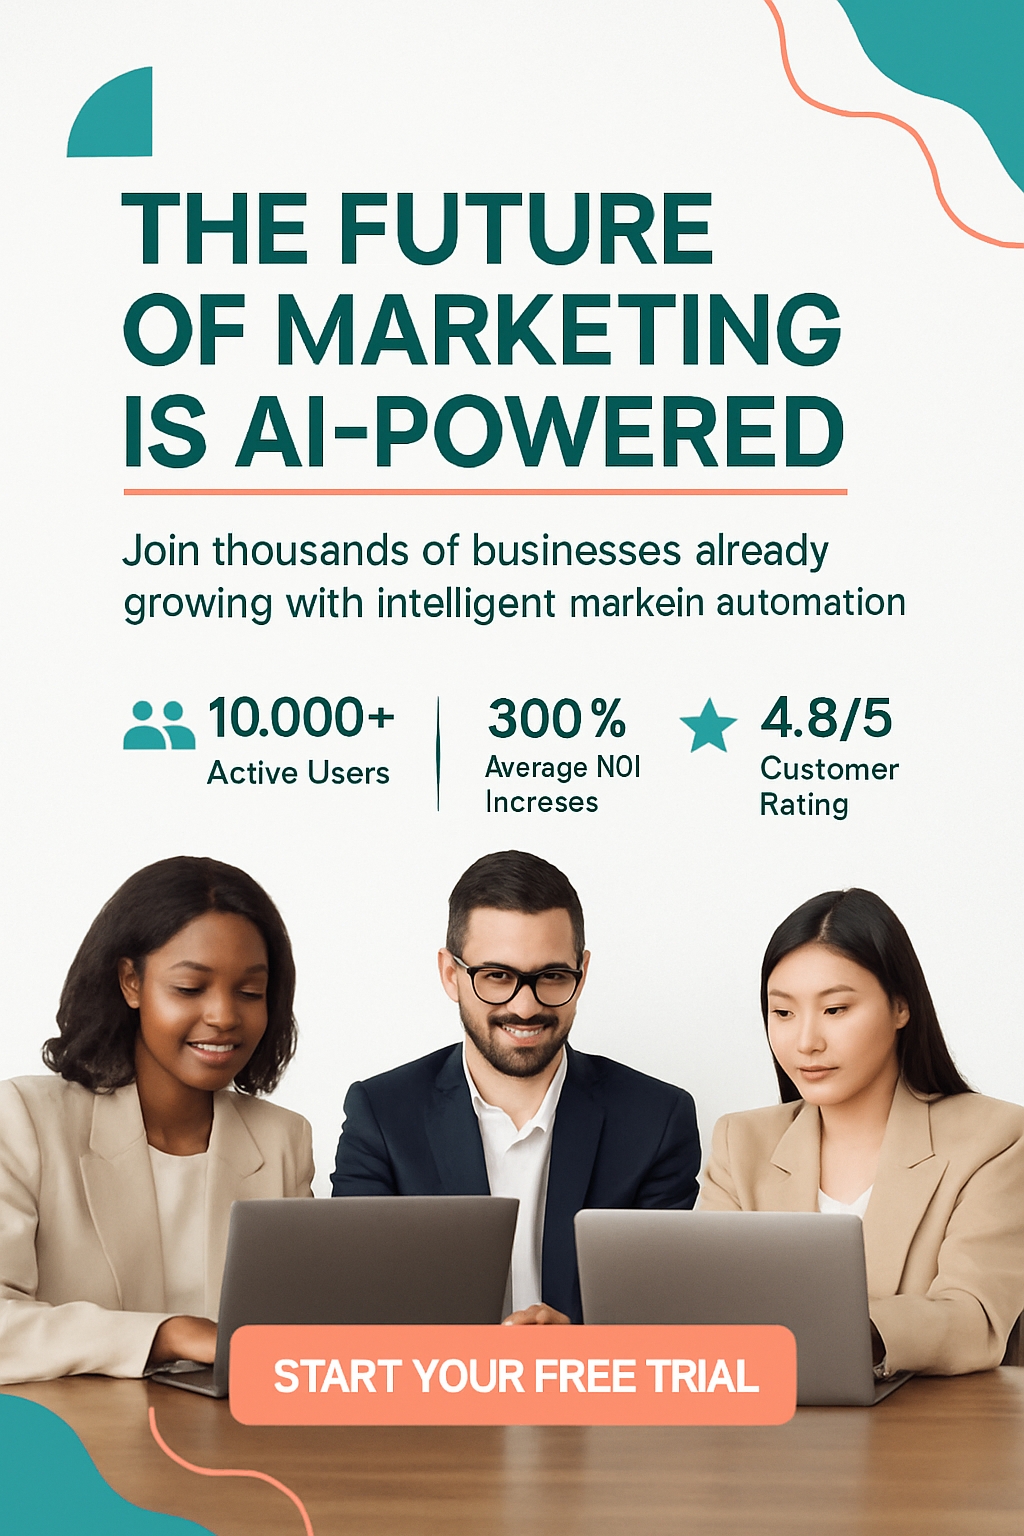 THE FUTURE
OF MARKETING
IS AI-POWERED
Join thousands of businesses already
growing with intelligent markein automation
10.000+
Active Users
300%
Average NOI
Increses
4.8/5
Customer
Rating
START YOUR FREE TRIAL